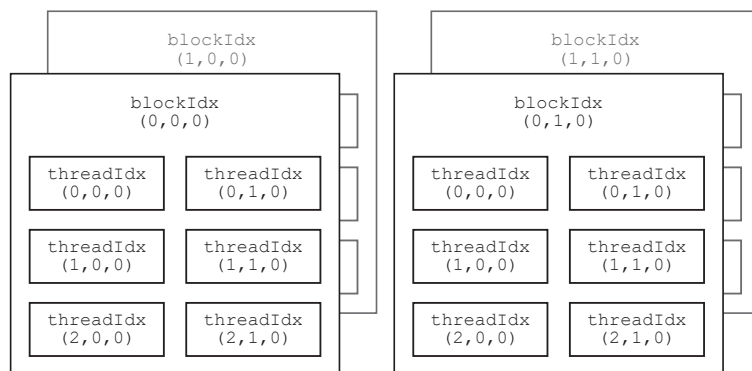 blockIdx
(1,0,0)
blockIdx
(1,1,0)
blockIdx
(0,0,0)
blockIdx
(0,1,0)
threadIdx
(0,0,0)
threadIdx
(0,1,0)
threadIdx
(0,0,0)
threadIdx
(0,1,0)
threadIdx
(1,0,0)
threadIdx
(1,1,0)
threadIdx
(1,0,0)
threadIdx
(1,1,0)
threadIdx
(2,0,0)
threadIdx
(2,1,0)
threadIdx
(2,0,0)
threadIdx
(2,1,0)